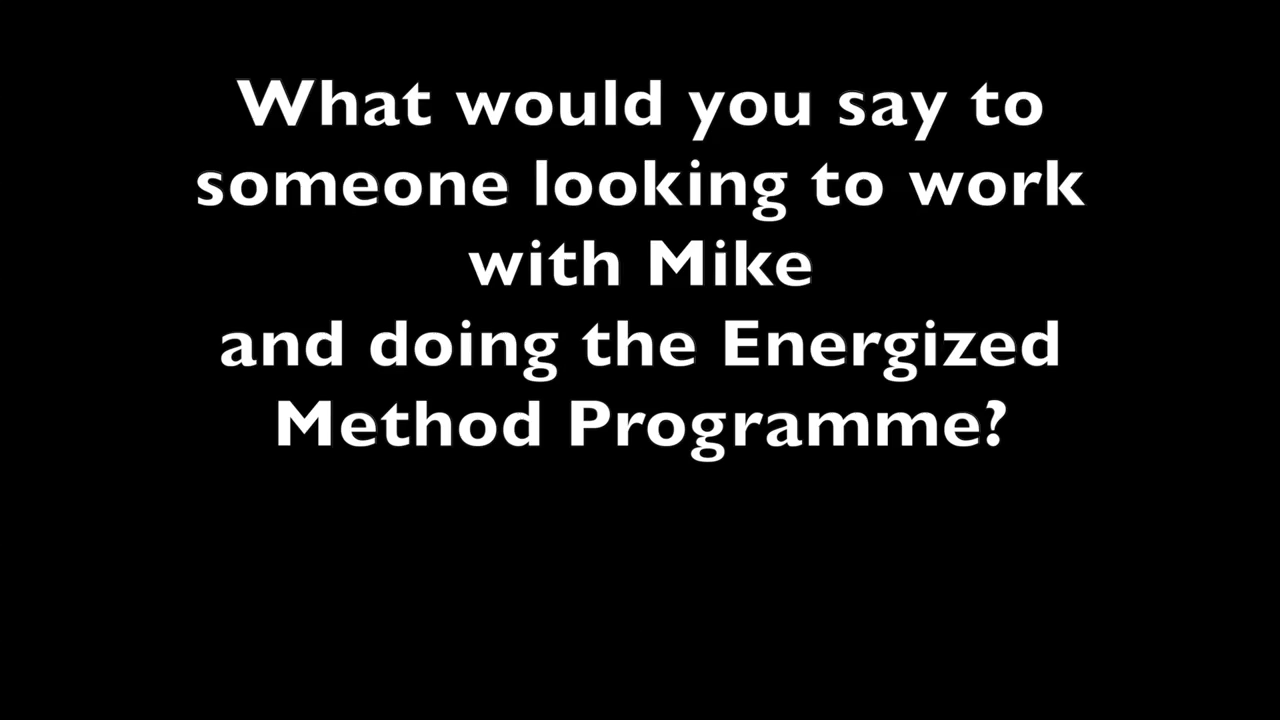 What would you say to
someone looking to work
with Mike
and doing the Energized
Method Programme?